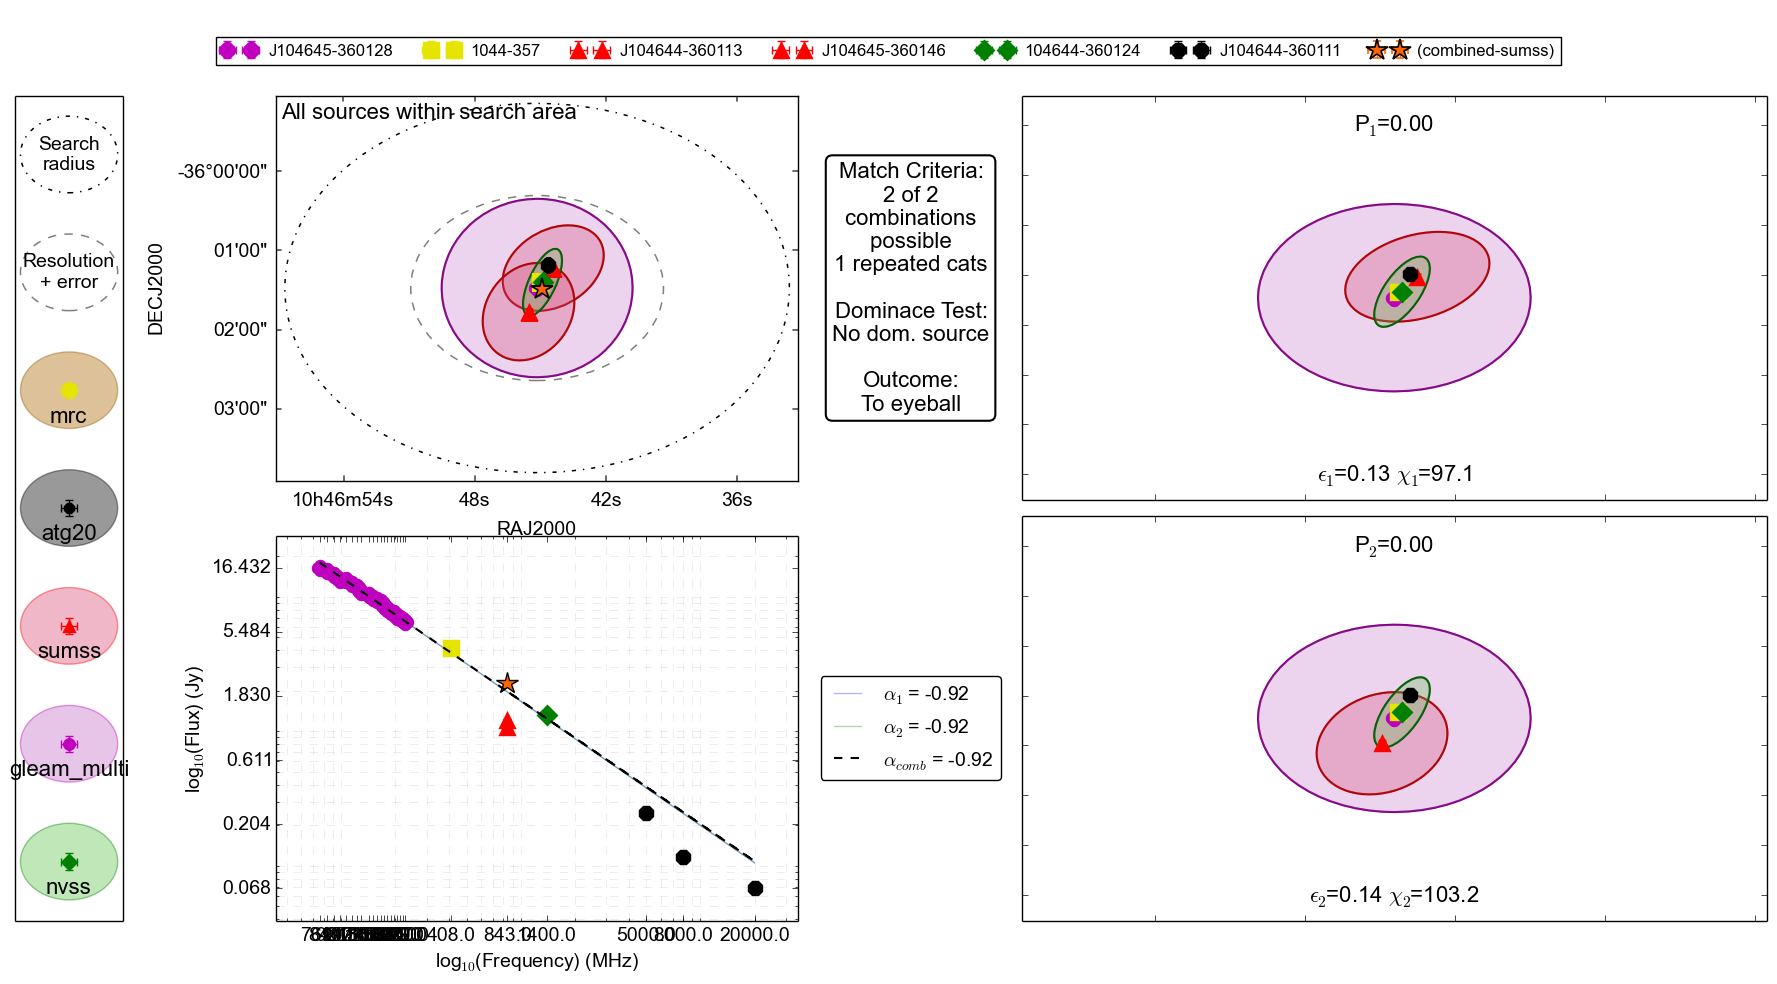 J104645-360128 1044-357 J104644-360113 J104645-360146 104644-360124 J104644-360111 (combined-sumss)
Search
radius
Resolution
+ error
mrc
atg20
sumss
gleam_multi
nvss
All sources within search area
DECJ2000
-36°00'00"
01'00"
02'00"
03'00"
10h46m54s 48s 42s 36s
RAJ2000
Match Criteria:
2 of 2
combinations
possible
1 repeated cats
Dominace Test:
No dom. source
Outcome:
To eyeball
P1=0.00
ϵ1=0.13 χ1=97.1
log10(Flux) (Jy)
16.432
5.484
1.830
0.611
0.204
0.068
408.0 843.0 1400.0 5000.0 8000.0 20000.0
log10(Frequency) (MHz)
α1 = -0.92
α2 = -0.92
αcomb = -0.92
P2=0.00
ϵ2=0.14 χ2=103.2